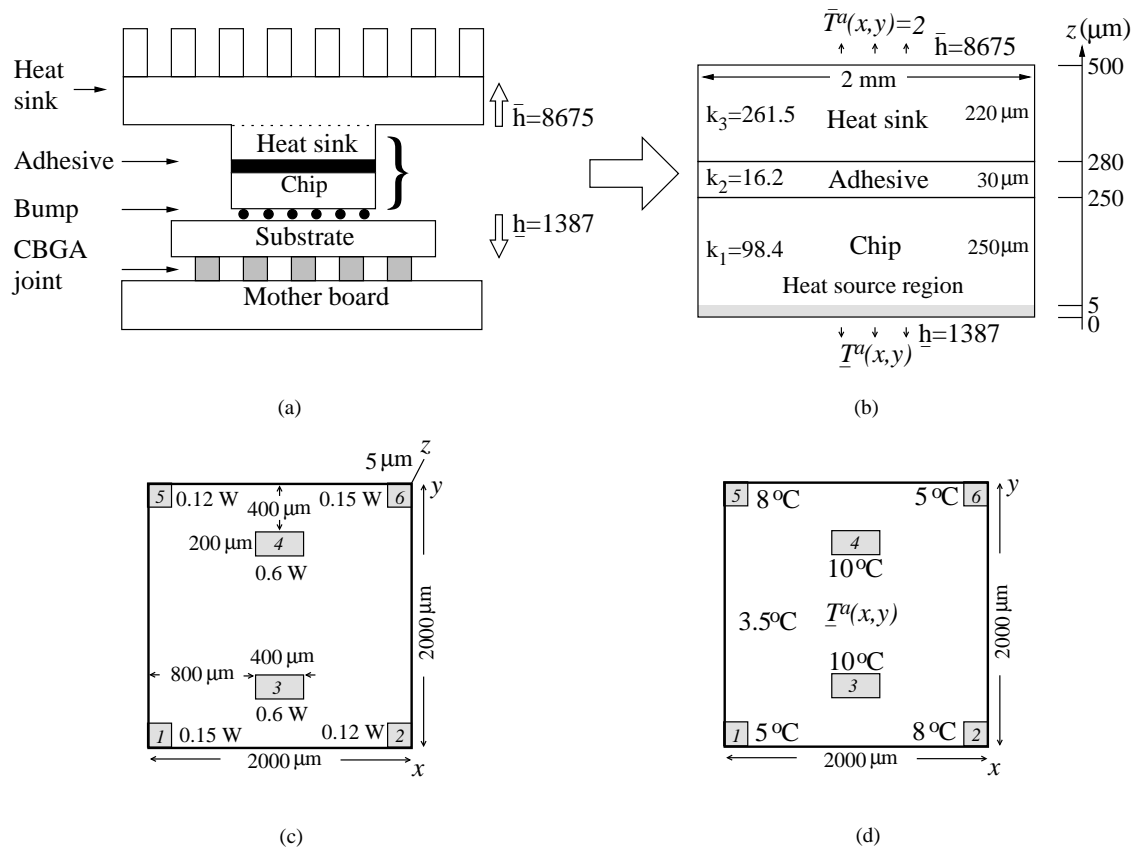 Heat
sink
Adhesive
Bump
CBGA
joint
Heat sink
Chip
Substrate
Mother board
h̄=8675
h̲=1387
(a)
T̄ᵃ(x,y)=2
h̄=8675
z (μm)
500
2 mm
k₃=261.5 Heat sink 220 μm
280
k₂=16.2 Adhesive 30 μm
250
k₁=98.4 Chip 250 μm
Heat source region
5
0
h̲=1387
T̲ᵃ(x,y)
(b)
5 μm z
5 0.12 W 0.15 W 6 y
400 μm
200 μm 4
0.6 W
2000 μm
800 μm 400 μm
3
0.6 W
1 0.15 W 0.12 W 2
2000 μm x
(c)
5 8 °C 5 °C 6 y
4
10 °C
3.5 °C T̲ᵃ(x,y)
2000 μm
10 °C
3
1 5 °C 8 °C 2
2000 μm x
(d)